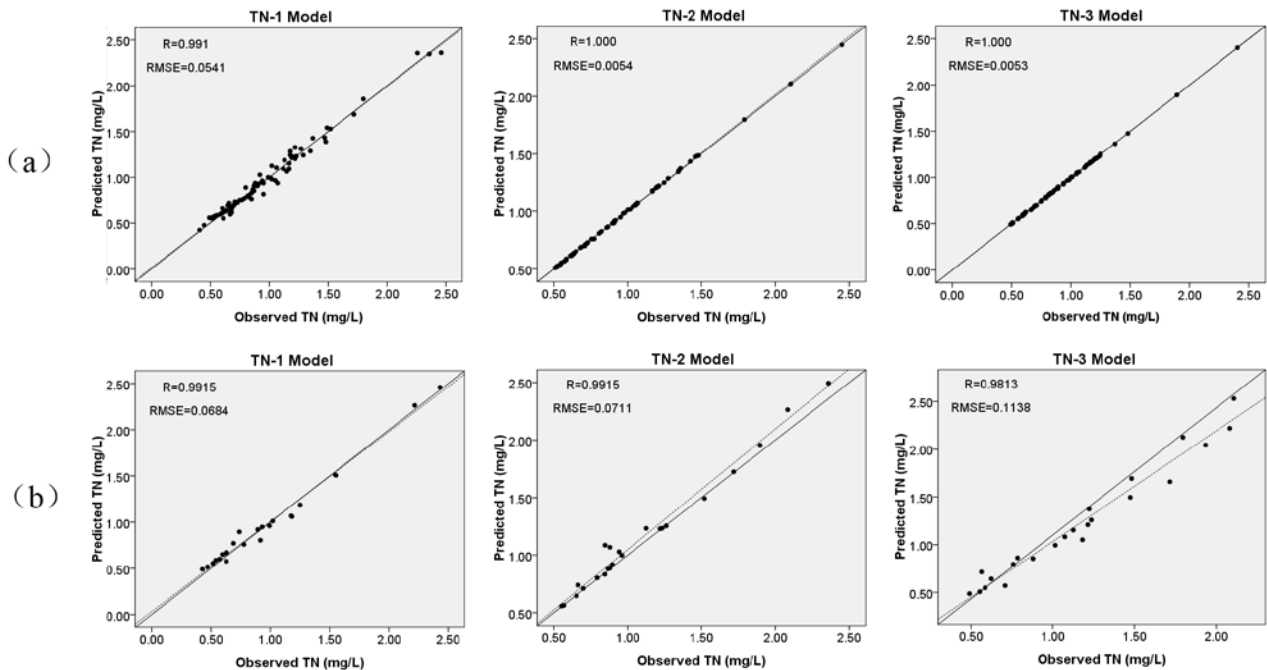 (a)
TN-1 Model
R=0.991
RMSE=0.0541
Predicted TN (mg/L)
2.50
2.00
1.50
1.00
0.50
0.00
0.00 0.50 1.00 1.50 2.00 2.50
Observed TN (mg/L)
TN-2 Model
R=1.000
RMSE=0.0054
Predicted TN (mg/L)
2.50
2.00
1.50
1.00
0.50
0.50 1.00 1.50 2.00 2.50
Observed TN (mg/L)
TN-3 Model
R=1.000
RMSE=0.0053
Predicted TN (mg/L)
2.50
2.00
1.50
1.00
0.50
0.00
0.00 0.50 1.00 1.50 2.00 2.50
Observed TN (mg/L)
(b)
TN-1 Model
R=0.9915
RMSE=0.0684
Predicted TN (mg/L)
2.50
2.00
1.50
1.00
0.50
0.00
0.00 0.50 1.00 1.50 2.00 2.50
Observed TN (mg/L)
TN-2 Model
R=0.9915
RMSE=0.0711
Predicted TN (mg/L)
2.50
2.00
1.50
1.00
0.50
0.50 1.00 1.50 2.00 2.50
Observed TN (mg/L)
TN-3 Model
R=0.9813
RMSE=0.1138
Predicted TN (mg/L)
2.50
2.00
1.50
1.00
0.50
0.50 1.00 1.50 2.00
Observed TN (mg/L)